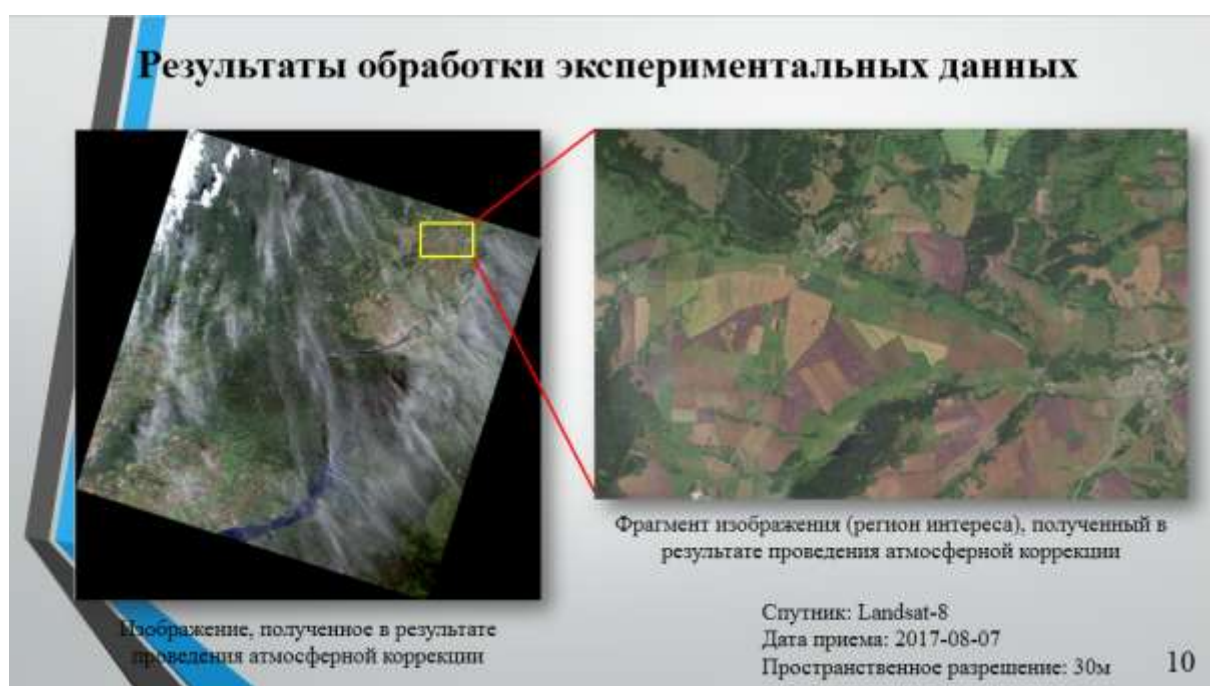 Результаты обработки экспериментальных данных
Фрагмент изображения (регион интереса), полученный в
результате проведения атмосферной коррекции
Изображение, полученное в результате
проведения атмосферной коррекции
Спутник: Landsat-8
Дата приема: 2017-08-07
Пространственное разрешение: 30м
10